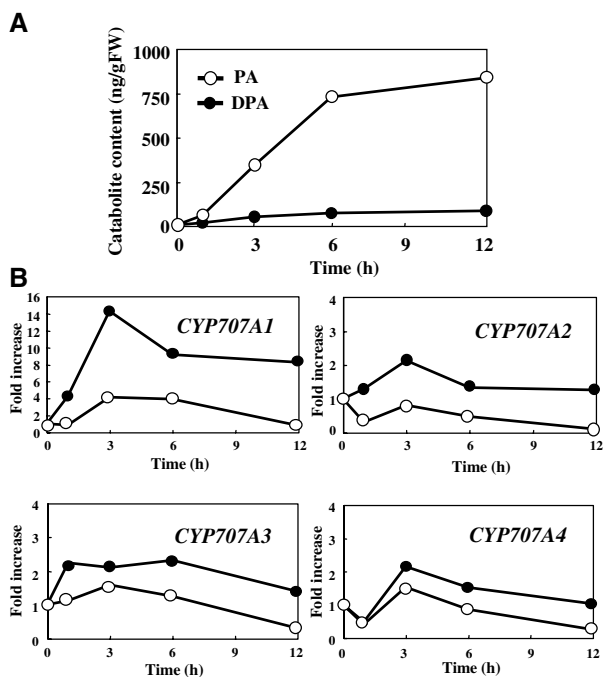 A
Catabolite content (ng/gFW)
1000
750
500
250
0
PA
DPA
0 3 6 9 12
Time (h)
B
Fold increase
16
14
12
10
8
6
4
2
0
CYP707A1
0 3 6 9 12
Time (h)
Fold increase
4
3
2
1
0
CYP707A2
0 3 6 9 12
Time (h)
Fold increase
4
3
2
1
0
CYP707A3
0 3 6 9 12
Time (h)
Fold increase
4
3
2
1
0
CYP707A4
0 3 6 9 12
Time (h)